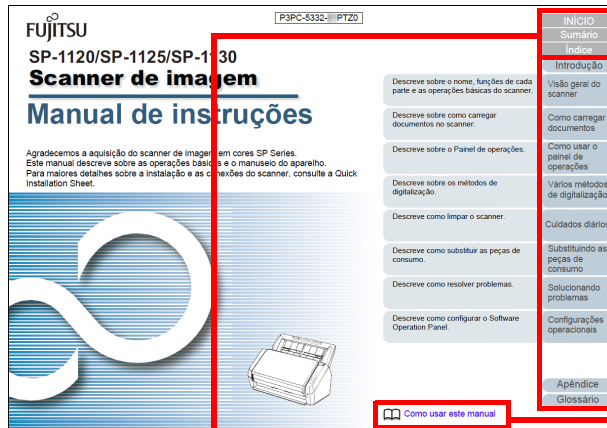 P3PC-5332- PTZ0
FUJITSU
SP-1120/SP-1125/SP-1130
Scanner de imagem
Manual de instruções
Agradecemos a aquisição do scanner de imagem em cores SP Series.
Este manual descreve sobre as operações básicas e o manuseio do aparelho.
Para maiores detalhes sobre a instalação e as conexões do scanner, consulte a Quick
Installation Sheet.
Descreve sobre o nome, funções de cada
parte e as operações básicas do scanner.
Descreve sobre como carregar
documentos no scanner.
Descreve sobre o Painel de operações.
Descreve sobre os métodos de
digitalização.
Descreve como limpar o scanner.
Descreve como substituir as peças de
consumo.
Descreve como resolver problemas.
Descreve como configurar o Software
Operation Panel.
Como usar este manual
INÍCIO
Sumário
Índice
Introdução
Visão geral do
scanner
Como carregar
documentos
Como usar o
painel de
operações
Vários métodos
de digitalização
Cuidados diários
Substituindo as
peças de
consumo
Solucionando
problemas
Configurações
operacionais
Apêndice
Glossário